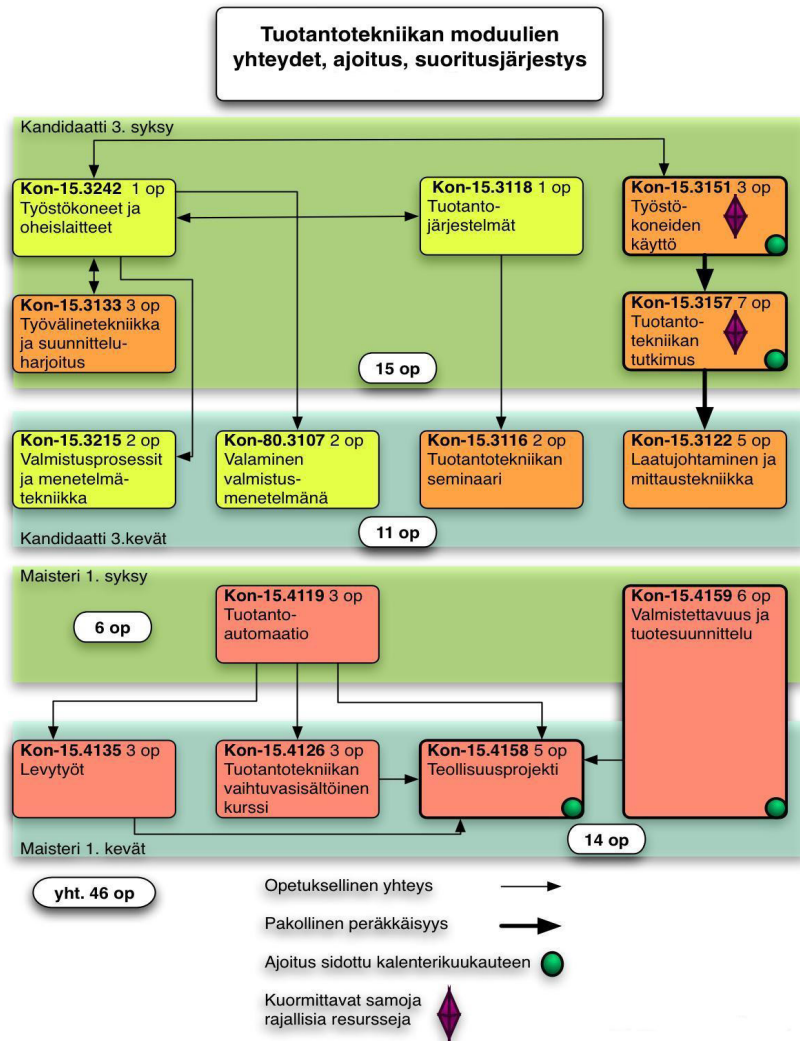 Tuotantotekniikan moduulien
yhteydet, ajoitus, suoritusjärjestys
Kandidaatti 3. syksy
Kon-15.3242 1 op
Työstökoneet ja
oheislaitteet
Kon-15.3118 1 op
Tuotanto-
järjestelmät
Kon-15.3151 3 op
Työstö-
koneiden
käyttö
Kon-15.3133 3 op
Työvälinetekniikka
ja suunnittelu-
harjoitus
Kon-15.3157 7 op
Tuotanto-
tekniikan
tutkimus
15 op
Kon-15.3215 2 op
Valmistusprosessit
ja menetelmä-
tekniikka
Kon-80.3107 2 op
Valaminen
valmistus-
menetelmänä
Kon-15.3116 2 op
Tuotantotekniikan
seminaari
Kon-15.3122 5 op
Laatujohtaminen ja
mittaustekniikka
11 op
Kandidaatti 3.kevät
Maisteri 1. syksy
6 op
Kon-15.4119 3 op
Tuotanto-
automaatio
Kon-15.4159 6 op
Valmistettavuus ja
tuotesuunnittelu
Kon-15.4135 3 op
Levytyöt
Kon-15.4126 3 op
Tuotantotekniikan
vaihtuvasisältöinen
kurssi
Kon-15.4158 5 op
Teollisuusprojekti
14 op
Maisteri 1. kevät
yht. 46 op
Opetuksellinen yhteys
Pakollinen peräkkäisyys
Ajoitus sidottu kalenterikuukauteen
Kuormittavat samoja
rajallisia resursseja